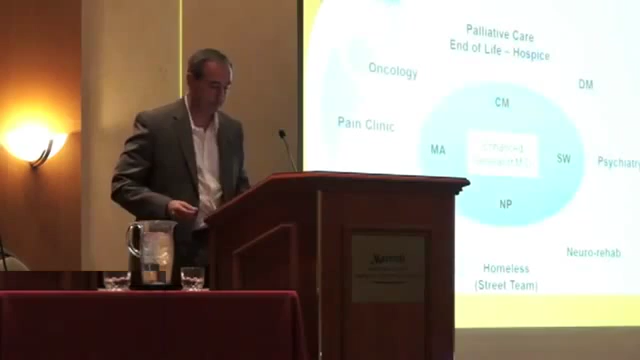 Palliative Care
End of Life – Hospice
Oncology
DM
CM
Pain Clinic
MA
SW
Psychiatry
NP
Neuro-rehab
Homeless
(Street Team)
Marriott